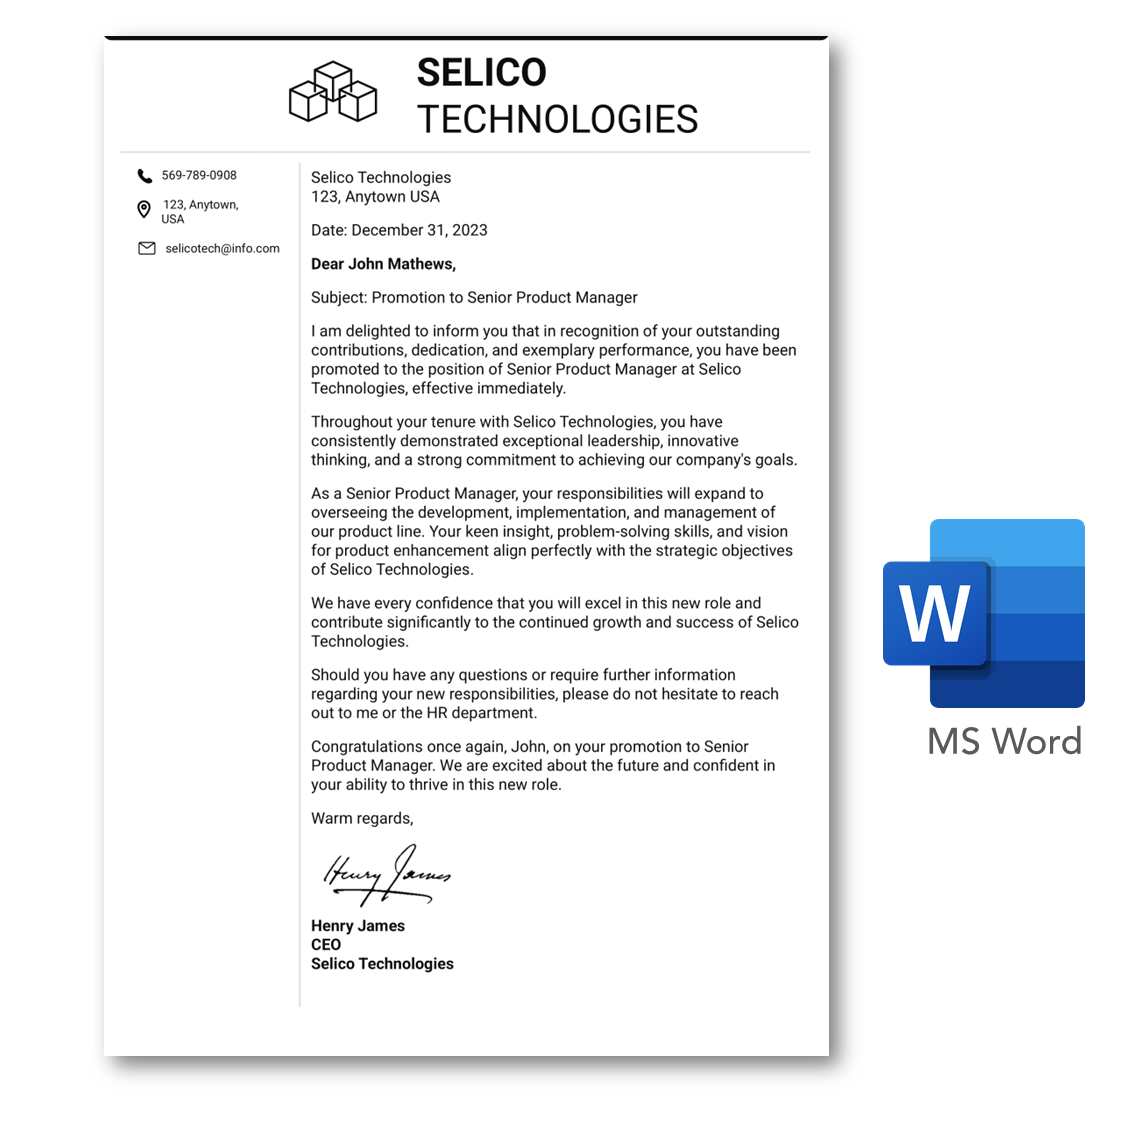 SELICO
TECHNOLOGIES
569-789-0908
123, Anytown,
USA
selicotech@info.com
Selico Technologies
123, Anytown USA
Date: December 31, 2023
Dear John Mathews,
Subject: Promotion to Senior Product Manager
I am delighted to inform you that in recognition of your outstanding
contributions, dedication, and exemplary performance, you have been
promoted to the position of Senior Product Manager at Selico
Technologies, effective immediately.
Throughout your tenure with Selico Technologies, you have
consistently demonstrated exceptional leadership, innovative
thinking, and a strong commitment to achieving our company's goals.
As a Senior Product Manager, your responsibilities will expand to
overseeing the development, implementation, and management of
our product line. Your keen insight, problem-solving skills, and vision
for product enhancement align perfectly with the strategic objectives
of Selico Technologies.
We have every confidence that you will excel in this new role and
contribute significantly to the continued growth and success of Selico
Technologies.
Should you have any questions or require further information
regarding your new responsibilities, please do not hesitate to reach
out to me or the HR department.
Congratulations once again, John, on your promotion to Senior
Product Manager. We are excited about the future and confident in
your ability to thrive in this new role.
Warm regards,
Henry James
Henry James
CEO
Selico Technologies
W
MS Word